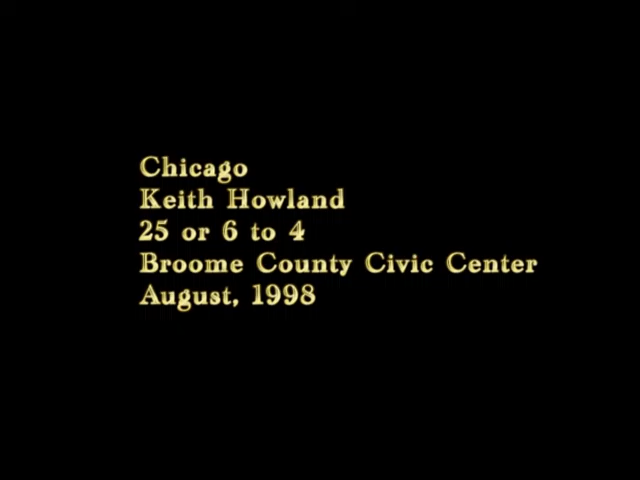 Chicago
Keith Howland
25 or 6 to 4
Broome County Civic Center
August, 1998